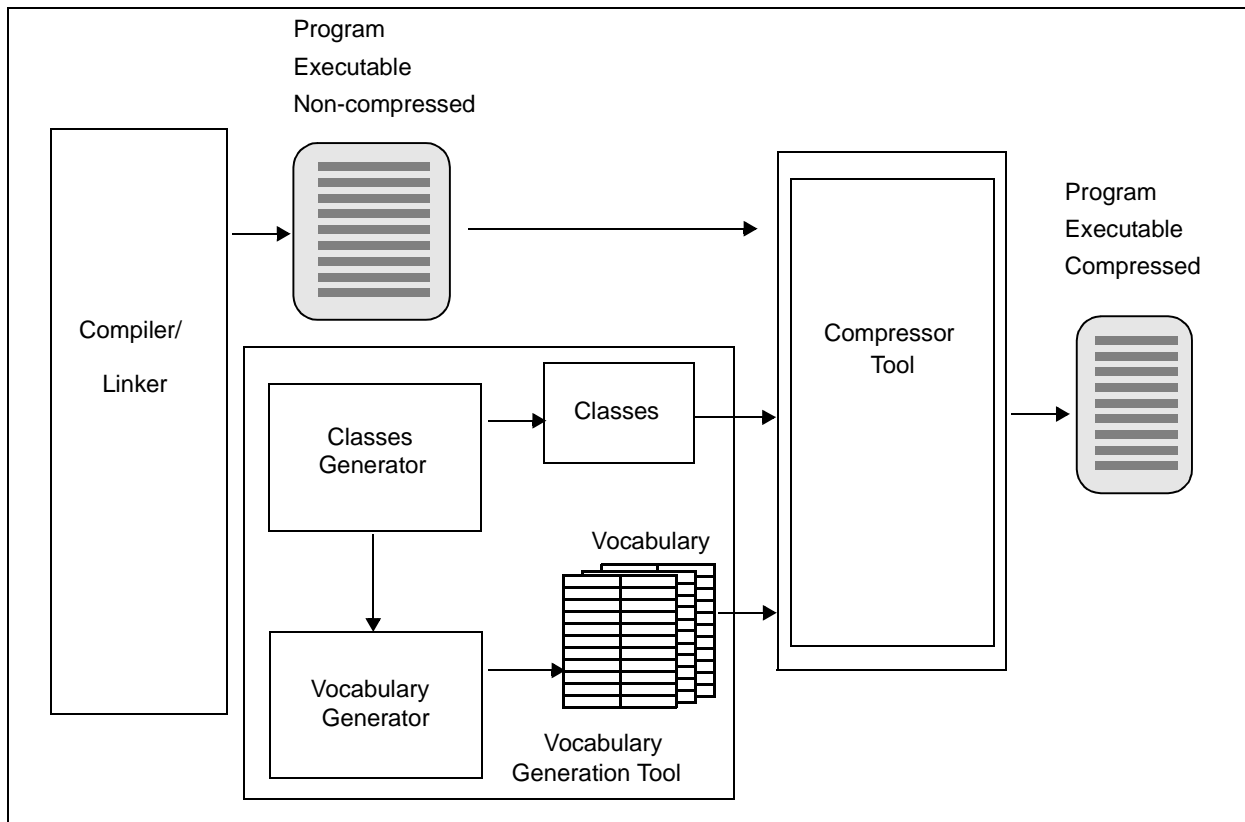 Program
Executable
Non-compressed
Program
Executable
Compressed
Compiler/
Linker
Compressor
Tool
Classes
Classes
Generator
Vocabulary
Vocabulary
Generator
Vocabulary
Generation Tool